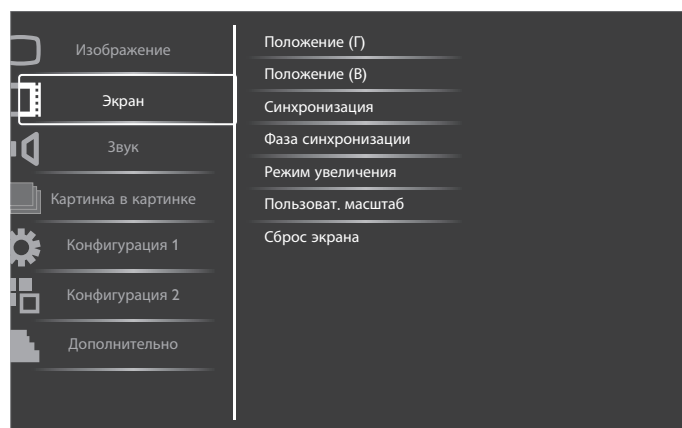 Изображение
Экран
Звук
Картинка в картинке
Конфигурация 1
Конфигурация 2
Дополнительно
Положение (Г)
Положение (В)
Синхронизация
Фаза синхронизации
Режим увеличения
Пользоват. масштаб
Сброс экрана